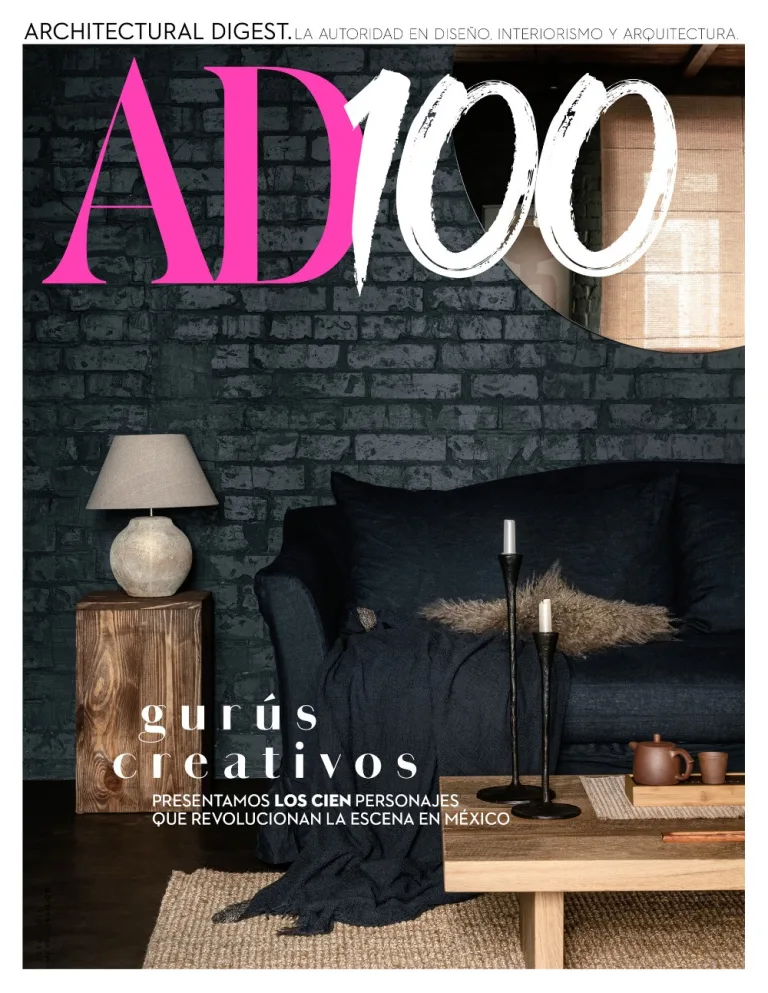 ARCHITECTURAL DIGEST. LA AUTORIDAD EN DISEÑO, INTERIORISMO Y ARQUITECTURA.
AD100
gurús
creativos
PRESENTAMOS LOS CIEN PERSONAJES
QUE REVOLUCIONAN LA ESCENA EN MÉXICO